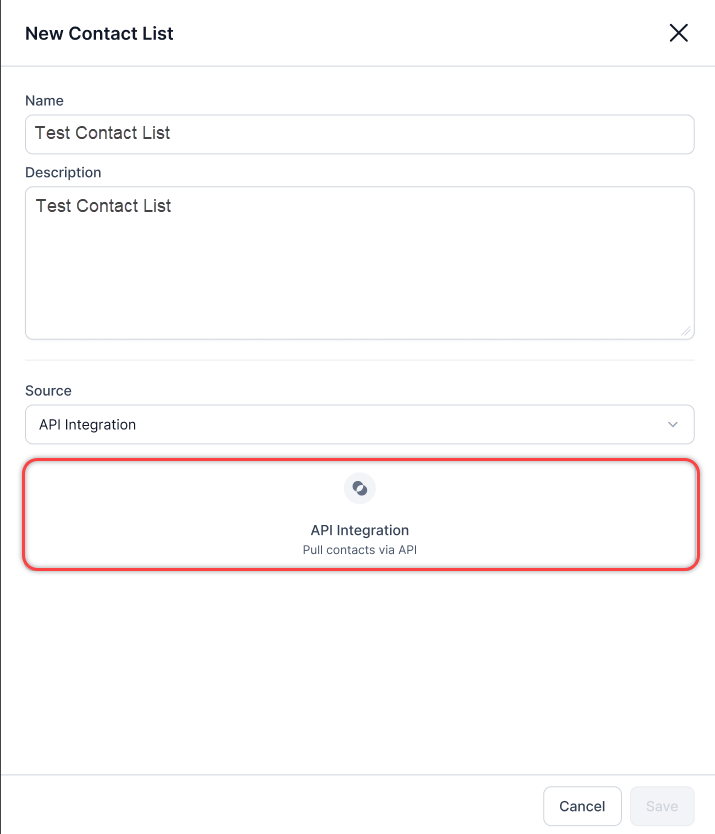 New Contact List
Name
Test Contact List
Description
Test Contact List
Source
API Integration
API Integration
Pull contacts via API
Cancel
Save